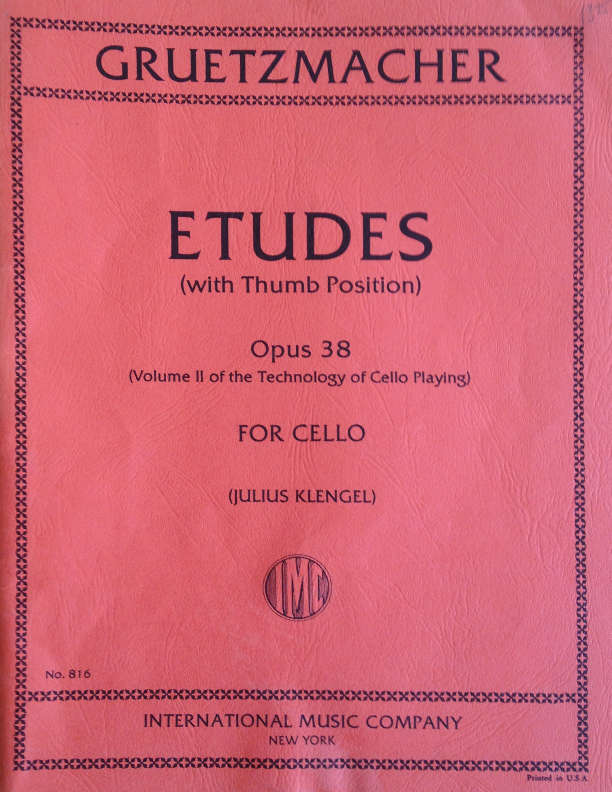 GRUETZMACHER
ETUDES
(with Thumb Position)
Opus 38
(Volume II of the Technology of Cello Playing)
FOR CELLO
(JULIUS KLENGEL)
IMC
No. 816
INTERNATIONAL MUSIC COMPANY
NEW YORK
Printed in U.S.A.